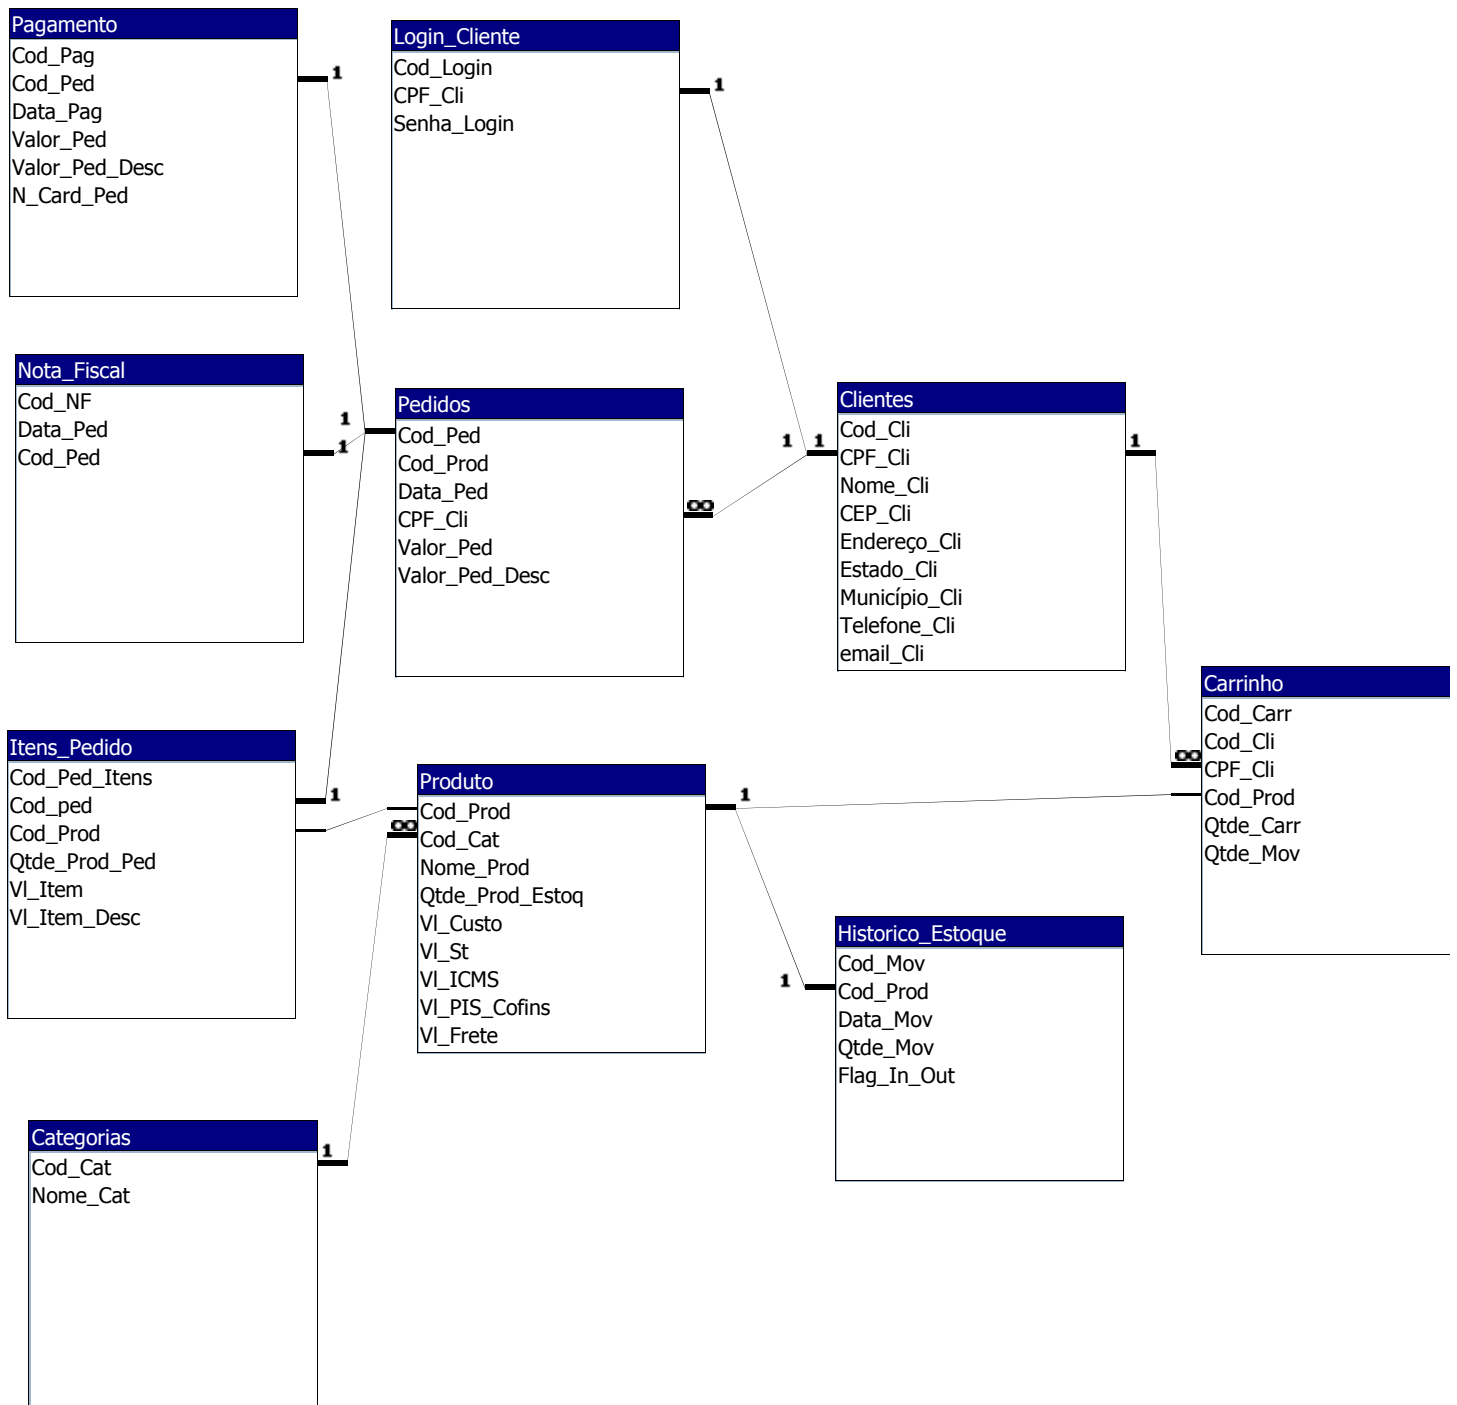 Pagamento
Cod_Pag
Cod_Ped
Data_Pag
Valor_Ped
Valor_Ped_Desc
N_Card_Ped
1
Login_Cliente
Cod_Login
CPF_Cli
Senha_Login
1
Nota_Fiscal
Cod_NF
Data_Ped
Cod_Ped
1
1
Pedidos
Cod_Ped
Cod_Prod
Data_Ped
CPF_Cli
Valor_Ped
Valor_Ped_Desc
∞
1
1
Clientes
Cod_Cli
CPF_Cli
Nome_Cli
CEP_Cli
Endereço_Cli
Estado_Cli
Município_Cli
Telefone_Cli
email_Cli
1
Itens_Pedido
Cod_Ped_Itens
Cod_ped
Cod_Prod
Qtde_Prod_Ped
Vl_Item
Vl_Item_Desc
1
∞
Produto
Cod_Prod
Cod_Cat
Nome_Prod
Qtde_Prod_Estoq
Vl_Custo
Vl_St
Vl_ICMS
Vl_PIS_Cofins
Vl_Frete
1
∞
Carrinho
Cod_Carr
Cod_Cli
CPF_Cli
Cod_Prod
Qtde_Carr
Qtde_Mov
1
Historico_Estoque
Cod_Mov
Cod_Prod
Data_Mov
Qtde_Mov
Flag_In_Out
Categorias
Cod_Cat
Nome_Cat
1